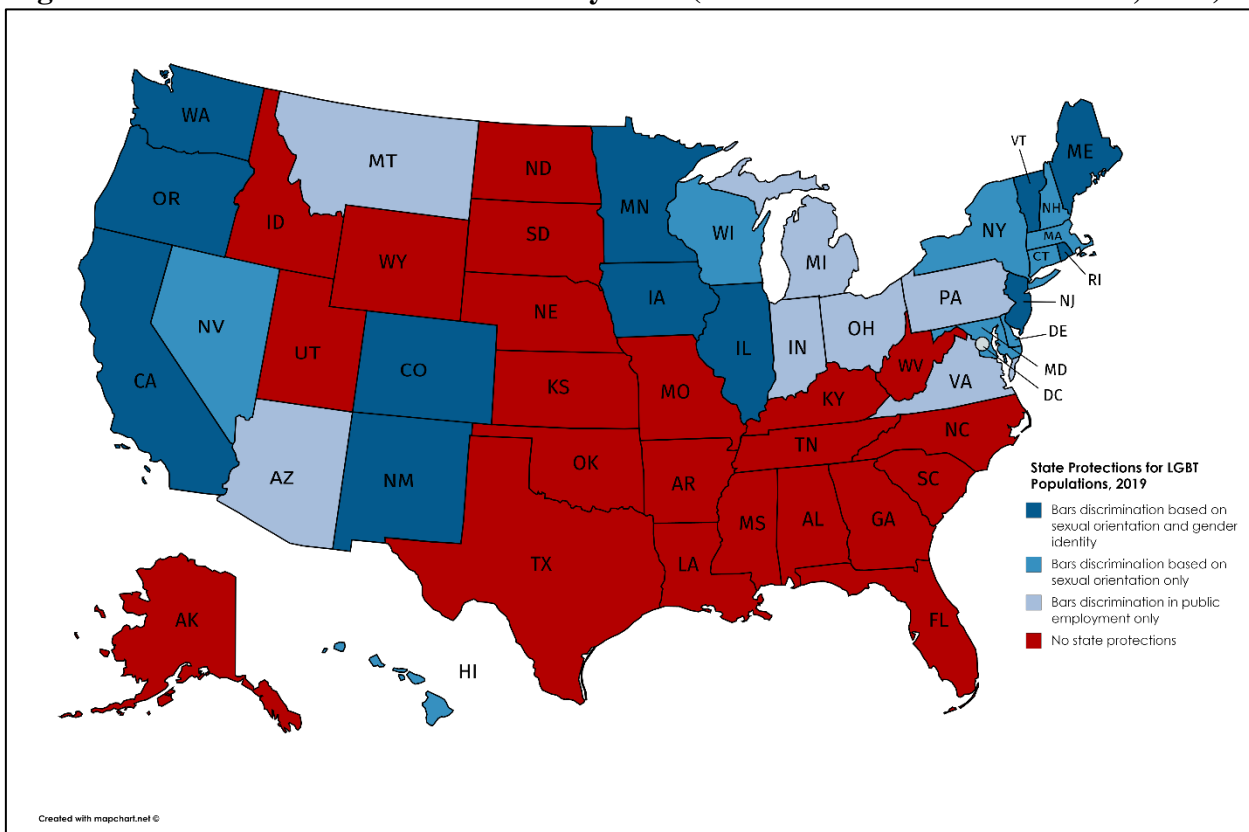 WA
OR
CA
NV
ID
MT
WY
UT
AZ
CO
NM
ND
SD
NE
KS
OK
TX
MN
IA
MO
AR
LA
WI
IL
MI
IN
OH
KY
TN
MS
AL
GA
FL
SC
NC
VA
WV
PA
NY
VT
NH
MA
CT
ME
RI
NJ
DE
MD
DC
AK
HI
State Protections for LGBT
Populations, 2019
Bars discrimination based on
sexual orientation and gender
identity
Bars discrimination based on
sexual orientation only
Bars discrimination in public
employment only
No state protections
Created with mapchart.net ©